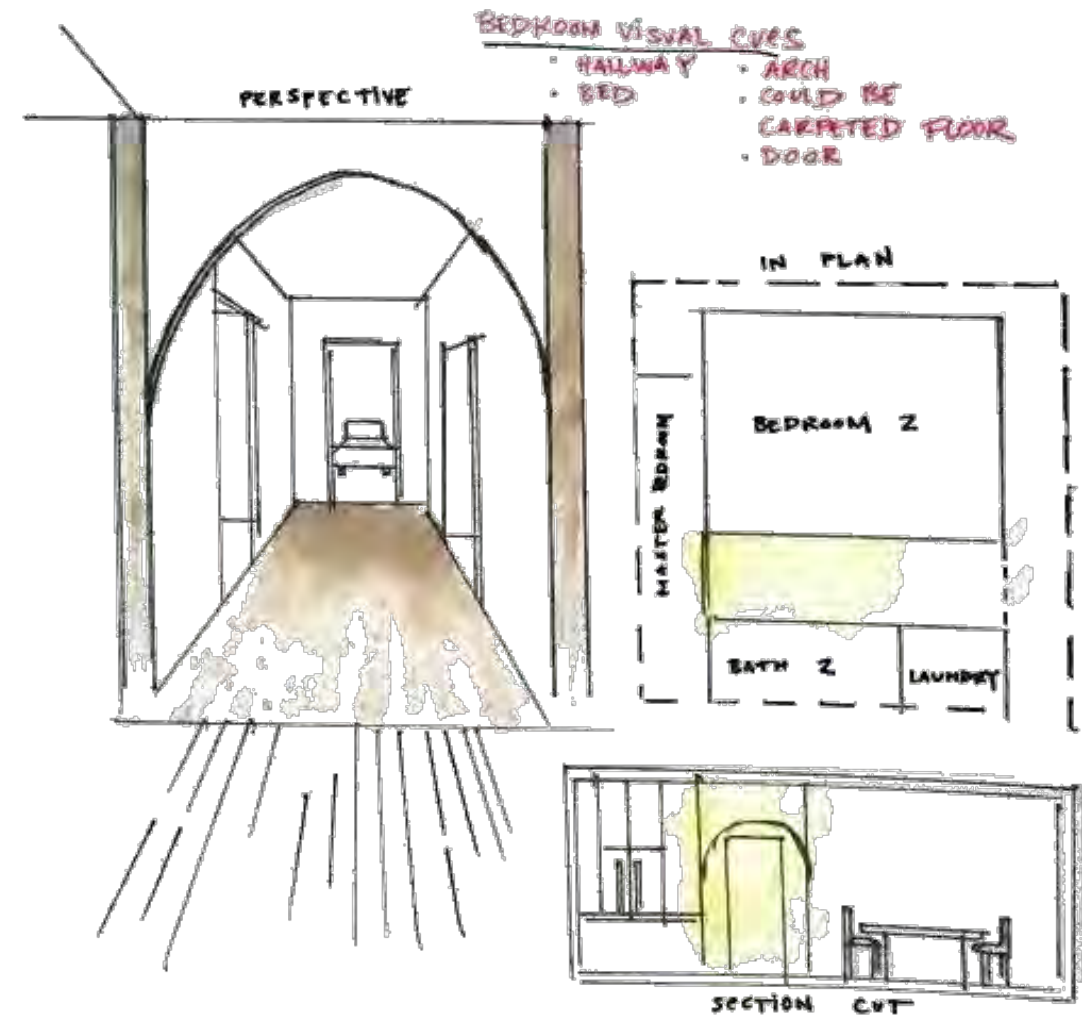 BEDROOM VISUAL CUES
· HALLWAY
· BED
· ARCH
· COULD BE
CARPETED FLOOR
· DOOR
PERSPECTIVE
IN PLAN
BEDROOM 2
MASTER BDRMM
BATH 2
LAUNDRY
SECTION CUT